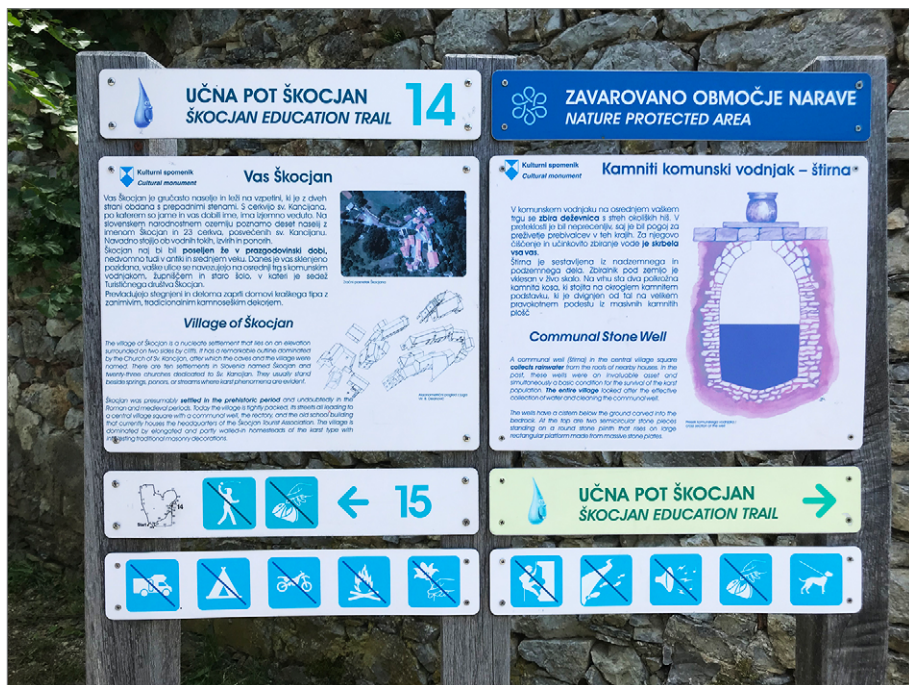 UČNA POT ŠKOCJAN
ŠKOCJAN EDUCATION TRAIL
14
ZAVAROVANO OBMOČJE NARAVE
NATURE PROTECTED AREA
Kulturni spomenik
Cultural monument
Vas Škocjan
Vas Škocjan je gručasto naselje in leži na vzpetini, ki je z dveh
strani obdana s prepadnimi stenami. S cerkvijo sv. Kancijana,
po katerem so jame in vas dobili ime, ima izjemno veduto. Na
slovenskem narodnostnem ozemlju poznamo deset naselij z
imenom Škocjan in 23 cerkva, posvečenih sv. Kancijanu.
Navadno stojijo ob vodnih tokih, izvirih in ponorih.
Škocjan naj bi bil poseljen že v prazgodovinski dobi,
nedvomno tudi v antiki in srednjem veku. Danes je vas sklenjeno
pozidana, vaške ulice se navezujejo na osrednji trg s komunskim
vodnjakom, župniščem in staro šolo, v kateri je sedež
Turističnega društva Škocjan.
Prevladujejo stegnjeni in deloma zaprti domovi kraškega tipa z
zanimivim, tradicionalnim kamnoseškim dekorjem.
Village of Škocjan
The village of Škocjan is a nucleate settlement that lies on an elevation
surrounded on two sides by cliffs. It has a remarkable outline dominated
by the Church of Sv. Kancijan, after which the caves and the village were
named. There are ten settlements in Slovenia named Škocjan and
twenty-three churches dedicated to Sv. Kancijan. They usually stand
beside springs, ponors, or streams where karst phenomena are evident.
Škocjan was presumably settled in the prehistoric period and undoubtedly in the
Roman and medieval periods. Today the village is tightly packed, its streets all leading to
a central village square with a communal well, the rectory, and the old school building
that currently houses the headquarters of the Škocjan Tourist Association. The village is
dominated by elongated and partly walled-in homesteads of the karst type with
interesting traditional masonry decorations.
Kulturni spomenik
Cultural monument
Kamniti komunski vodnjak – štirna
V komunskem vodnjaku na osrednjem vaškem
trgu se zbira deževnica s streh okoliških hiš. V
preteklosti je bil neprecenljiv, saj je bil pogoj za
preživetje prebivalcev v teh krajih. Za njegovo
čiščenje in učinkovito zbiranje vode je skrbela
vsa vas.
Štirna je sestavljena iz nadzemnega in
podzemnega dela. Zbiralnik pod zemljo je
vklesan v živo skalo. Na vrhu sta dva polkrožna
kamnita kosa, ki stojita na okroglem kamnitem
podstavku, ki je dvignjen od tal na velikem
pravokotnem podestu iz masivnih kamnitih
plošč.
Communal Stone Well
A communal well (štirna) in the central village square
collects rainwater from the roofs of nearby houses. In the
past, these wells were an invaluable asset and
simultaneously a basic condition for the survival of the karst
population. The entire village looked after the effective
collection of water and cleaning the communal well.
The wells have a cistern below the ground carved into the
bedrock. At the top are two semicircular stone pieces
standing on a round stone plinth that rises on large
rectangular platform made from massive stone plates.
14
Start
15
UČNA POT ŠKOCJAN
ŠKOCJAN EDUCATION TRAIL